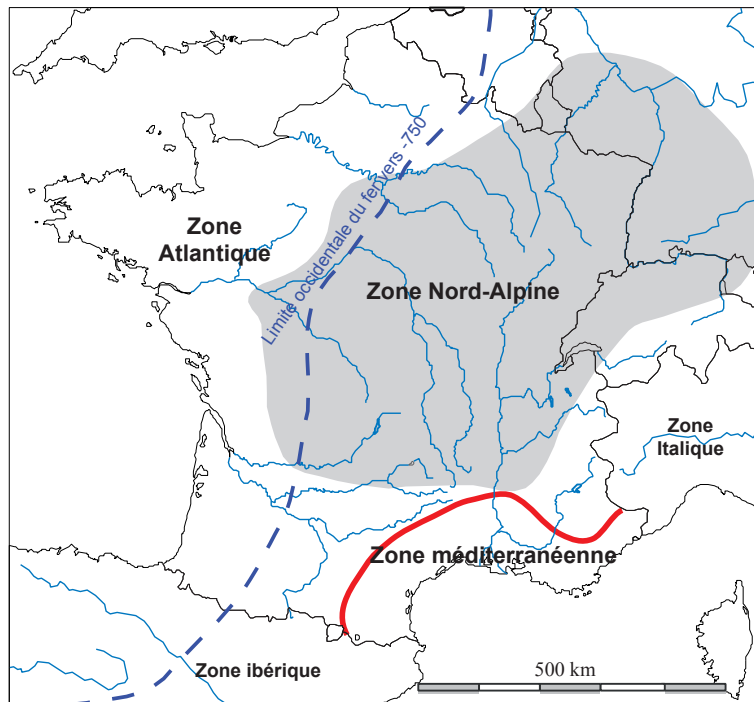 Limite occidentale du fer
vers -750
Zone
Atlantique
Zone Nord-Alpine
Zone
Italique
Zone méditerranéenne
Zone ibérique
500 km